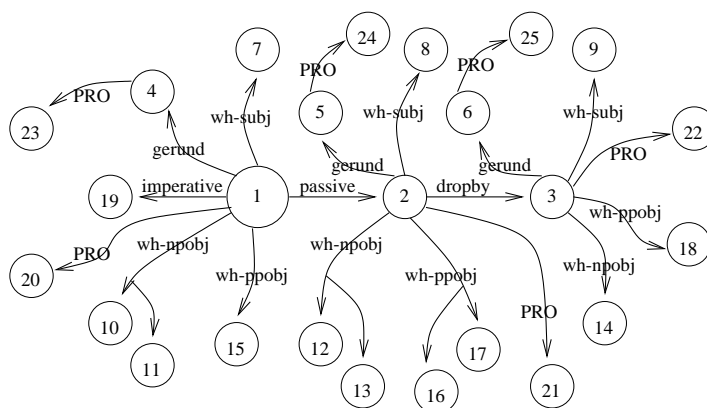 7
24
8
25
9
PRO
PRO
4
PRO
5
6
22
23
wh-subj
wh-subj
wh-subj
PRO
gerund
gerund
gerund
19
imperative
1
passive
2
dropby
3
wh-ppobj
18
20
PRO
wh-npobj
wh-npobj
wh-npobj
wh-ppobj
wh-ppobj
10
11
15
12
13
16
17
PRO
21
14